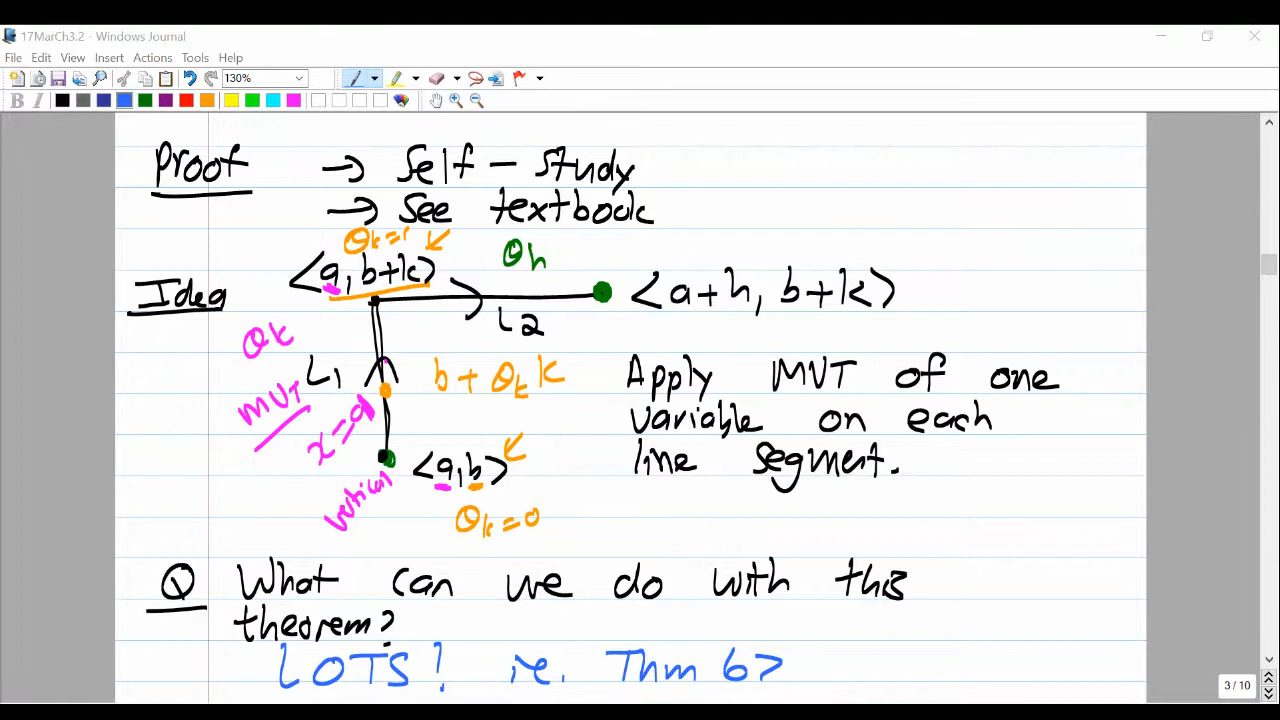 17MarCh3.2 - Windows Journal
File Edit View Insert Actions Tools Help
130%
B I
Proof → Self - study
→ See textbook
θk=1
<a, b+k>
θh
Idea
<a+h, b+k>
L2
θk
L1
b + θk k
MVT
x=a
Apply MVT of one
variable on each
line segment.
<a,b>
vertical
θk=0
Q What can we do with this
theorem?
LOTS! ie. Thm 6>
3 / 10